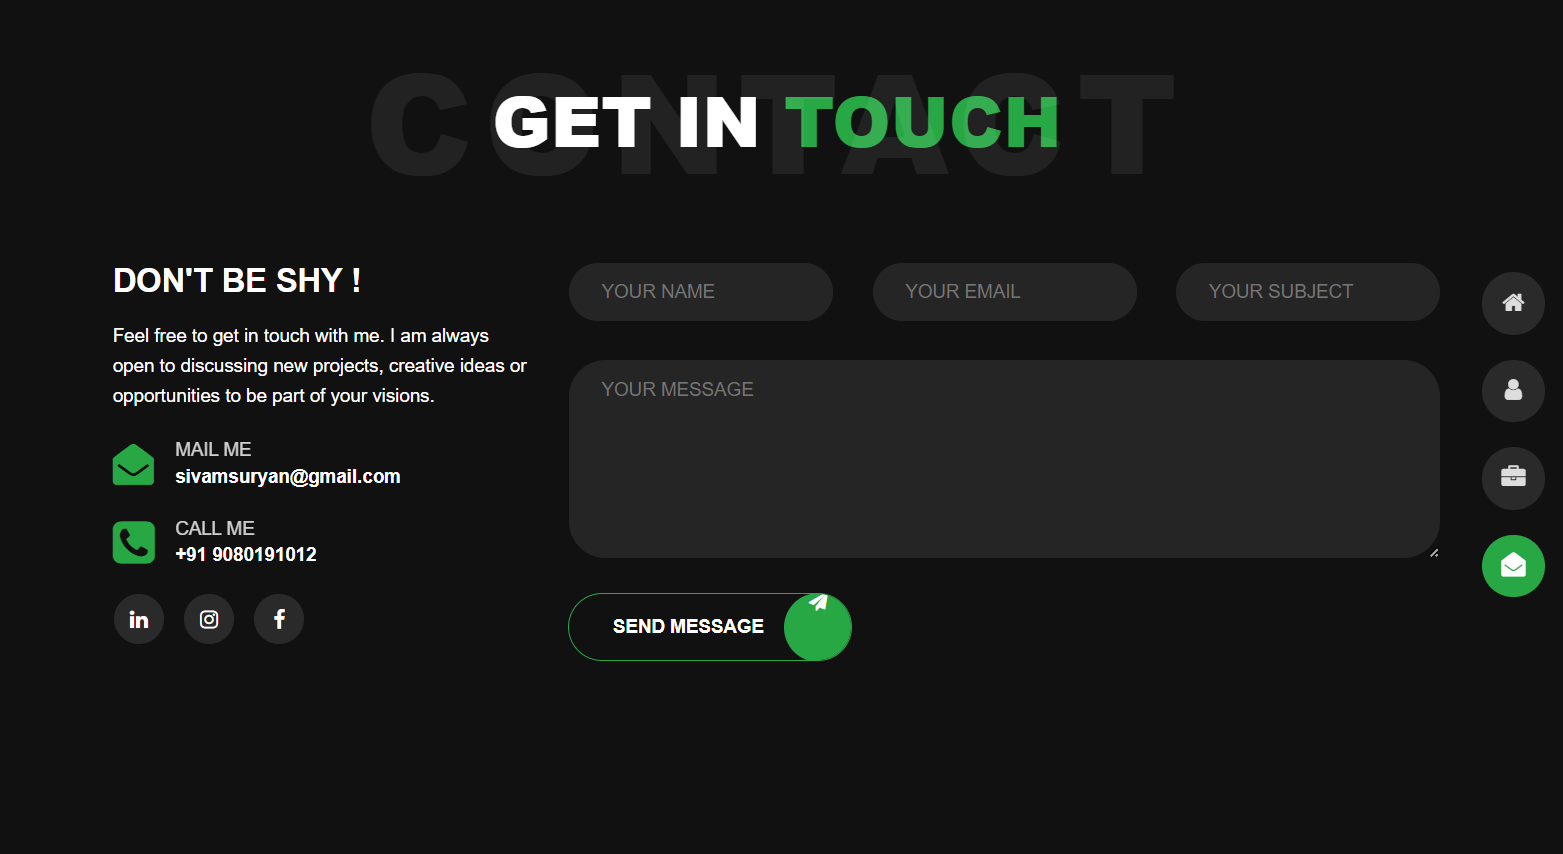 CONTACT
GET IN TOUCH
DON'T BE SHY !
Feel free to get in touch with me. I am always
open to discussing new projects, creative ideas or
opportunities to be part of your visions.
MAIL ME
sivamsuryan@gmail.com
CALL ME
+91 9080191012
YOUR NAME
YOUR EMAIL
YOUR SUBJECT
YOUR MESSAGE
SEND MESSAGE